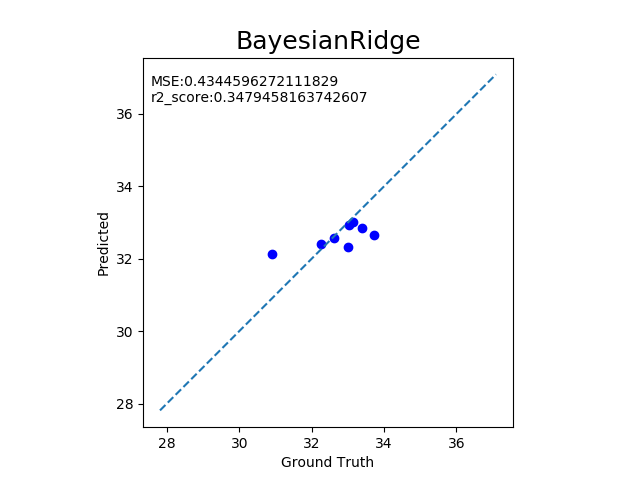 BayesianRidge
MSE:0.4344596272111829
r2_score:0.3479458163742607
36
34
32
30
28
Predicted
28 30 32 34 36
Ground Truth